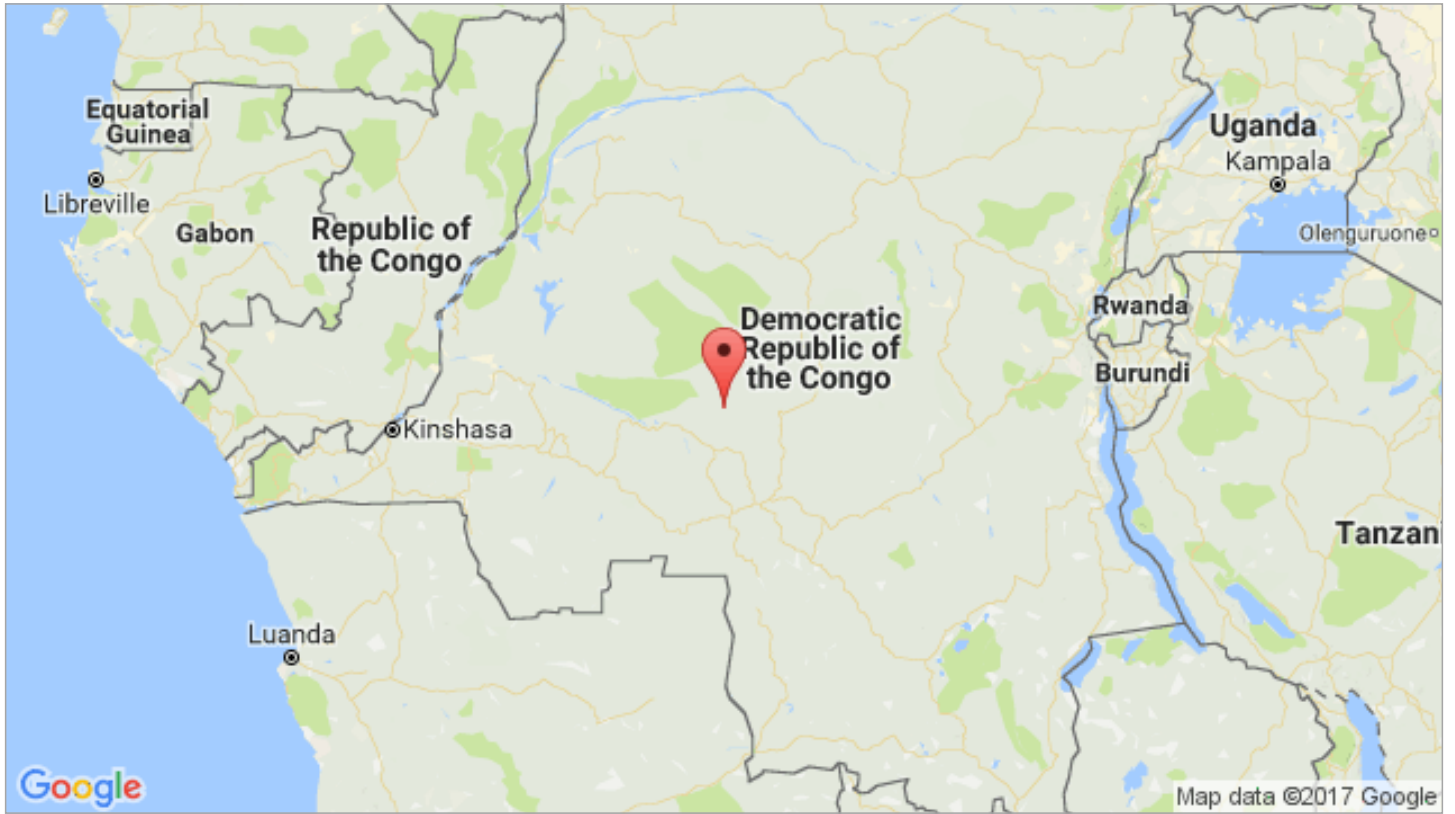 Equatorial
Guinea
Uganda
Kampala
Libreville
Gabon
Republic of
the Congo
Olenguruone
Rwanda
Democratic
Republic of
the Congo
Burundi
Kinshasa
Tanzani
Luanda
Google
Map data ©2017 Google